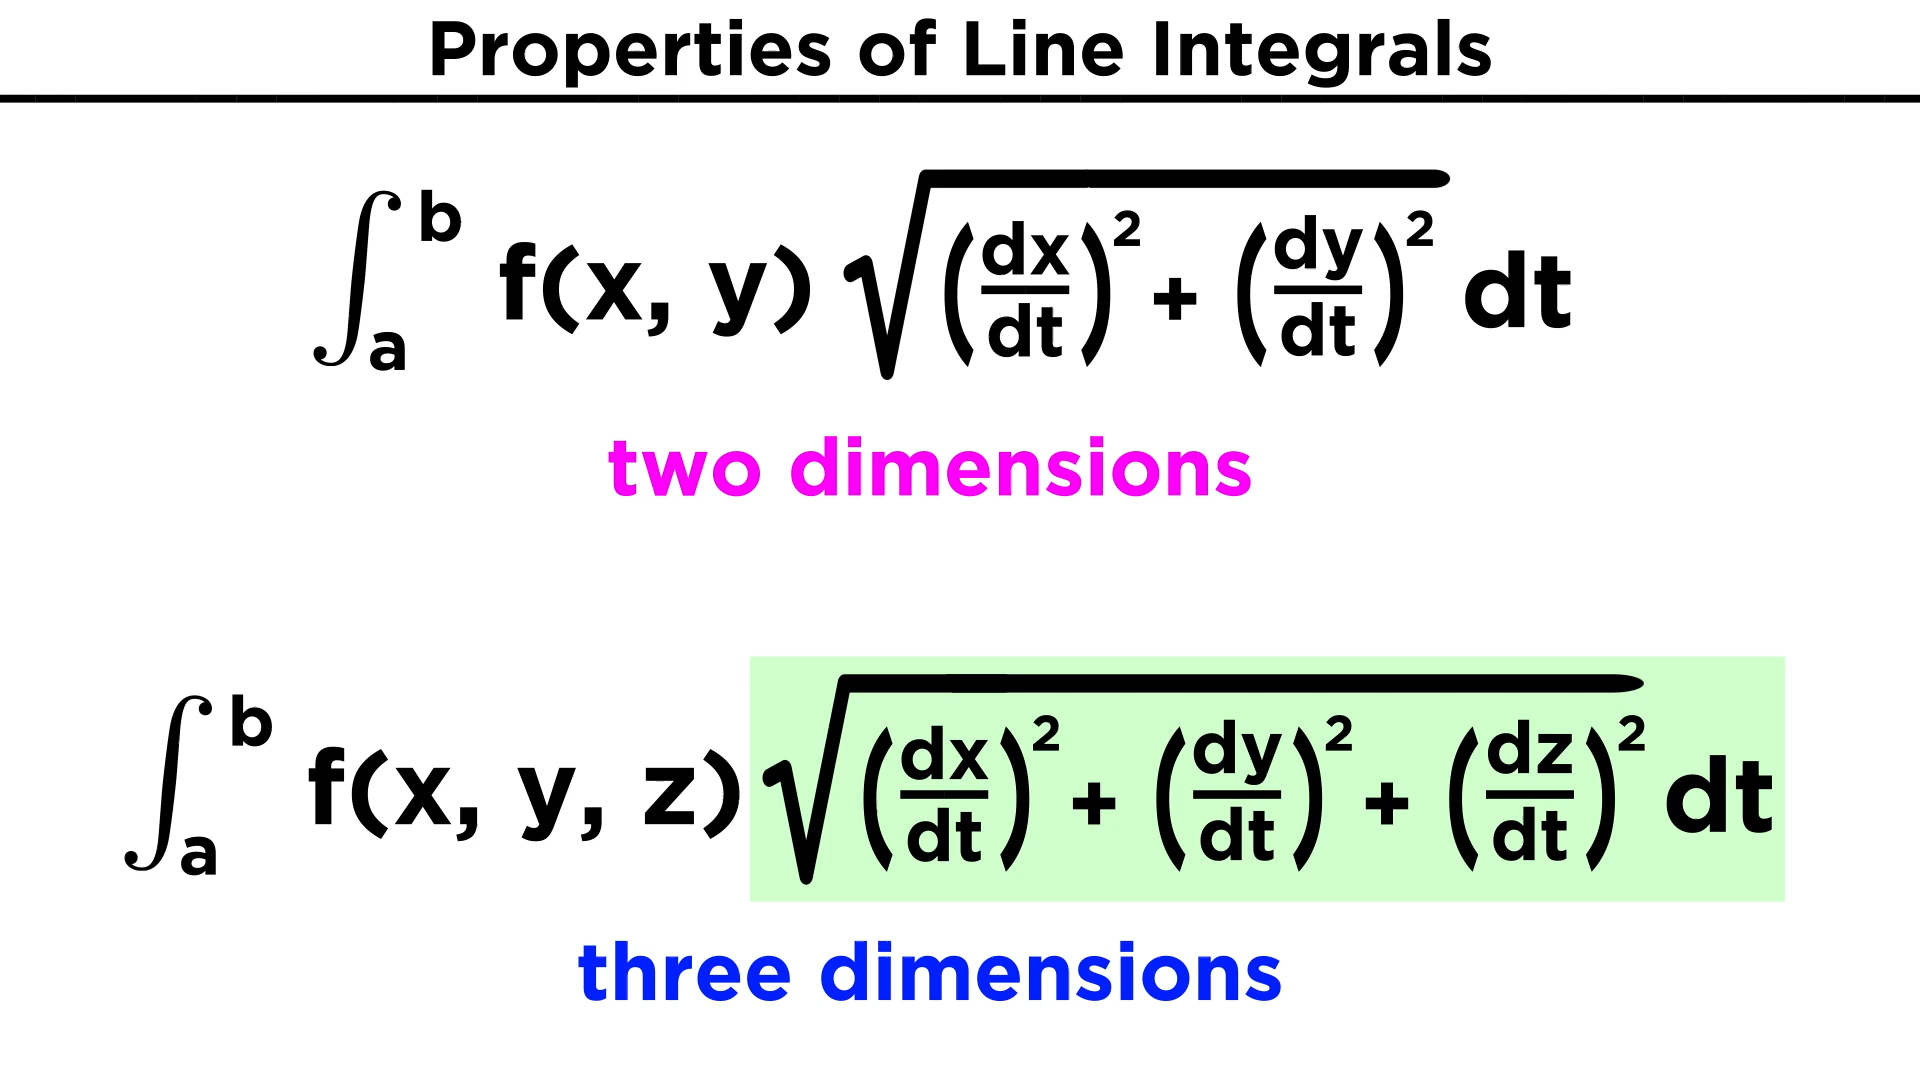 Properties of Line Integrals
∫ₐᵇ f(x, y) √((dx/dt)² + (dy/dt)²) dt
two dimensions
∫ₐᵇ f(x, y, z) √((dx/dt)² + (dy/dt)² + (dz/dt)²) dt
three dimensions